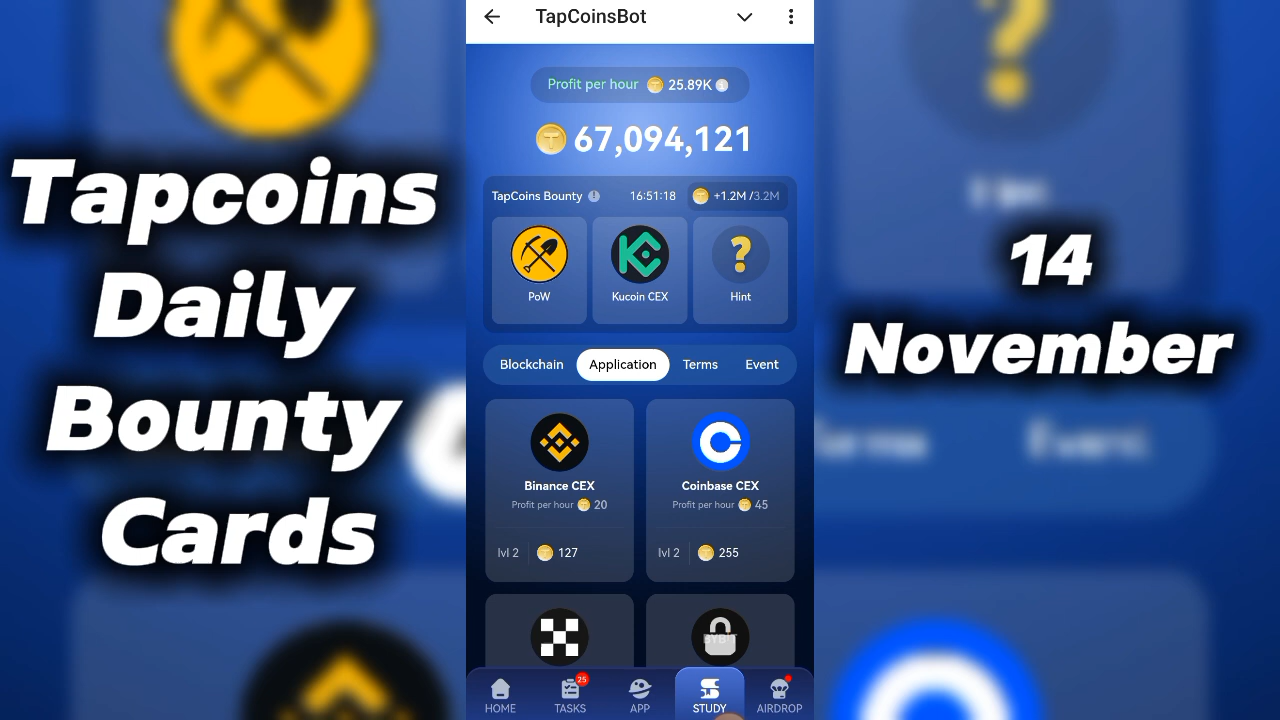 TapCoinsBot
Profit per hour 25.89K
67,094,121
TapCoins Bounty ! 16:51:18 +1.2M /3.2M
PoW Kucoin CEX Hint
Blockchain Application Terms Event
Binance CEX Coinbase CEX
Profit per hour 20 Profit per hour 45
lvl 2 127 lvl 2 255
BYBIT
HOME TASKS 25 APP STUDY AIRDROP
Tapcoins
Daily
Bounty
Cards
14
November